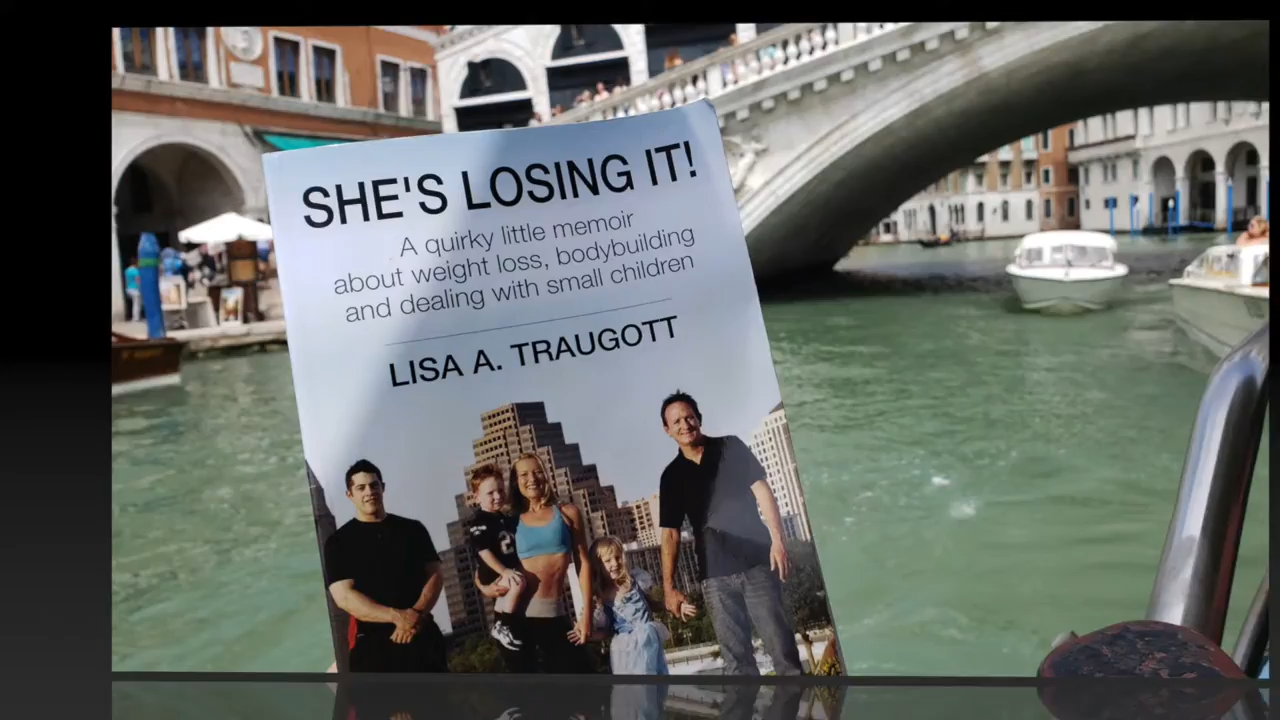 SHE'S LOSING IT!
A quirky little memoir
about weight loss, bodybuilding
and dealing with small children
LISA A. TRAUGOTT